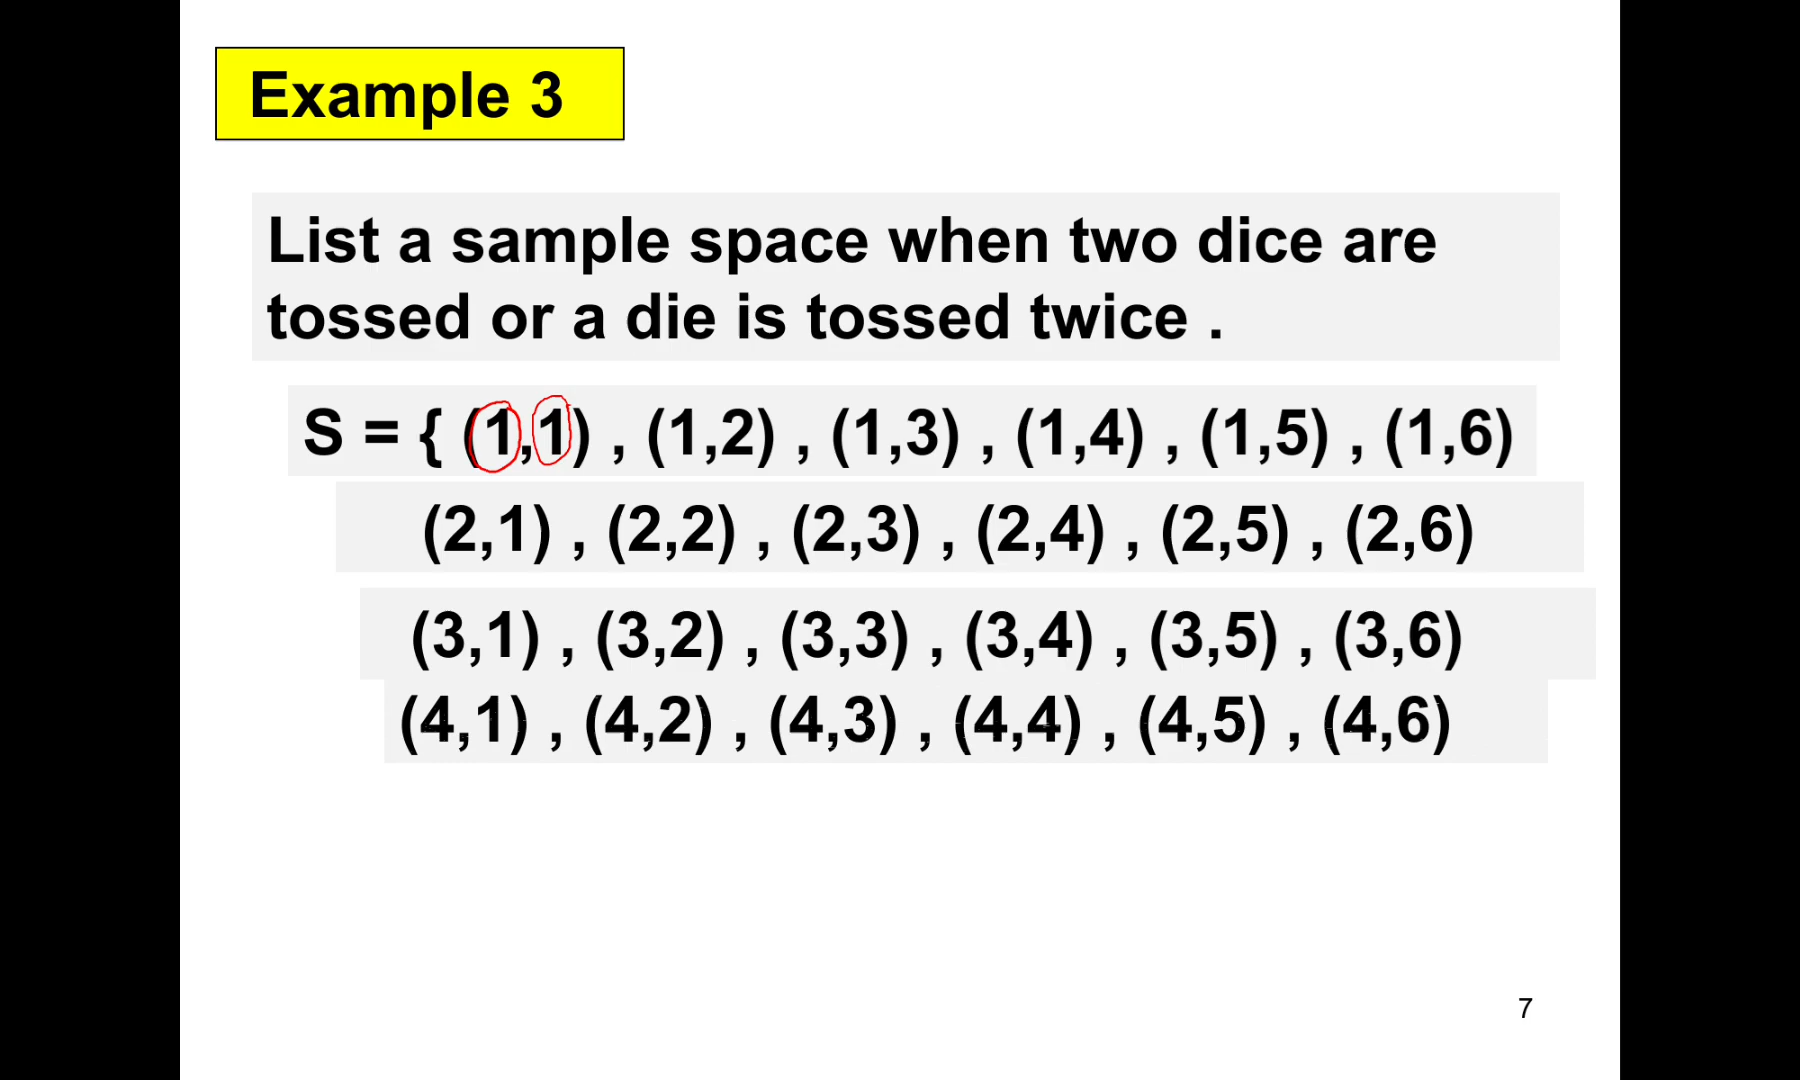 Example 3
List a sample space when two dice are
tossed or a die is tossed twice .
S = { (1,1) , (1,2) , (1,3) , (1,4) , (1,5) , (1,6)
(2,1) , (2,2) , (2,3) , (2,4) , (2,5) , (2,6)
(3,1) , (3,2) , (3,3) , (3,4) , (3,5) , (3,6)
(4,1) , (4,2) , (4,3) , (4,4) , (4,5) , (4,6)
7